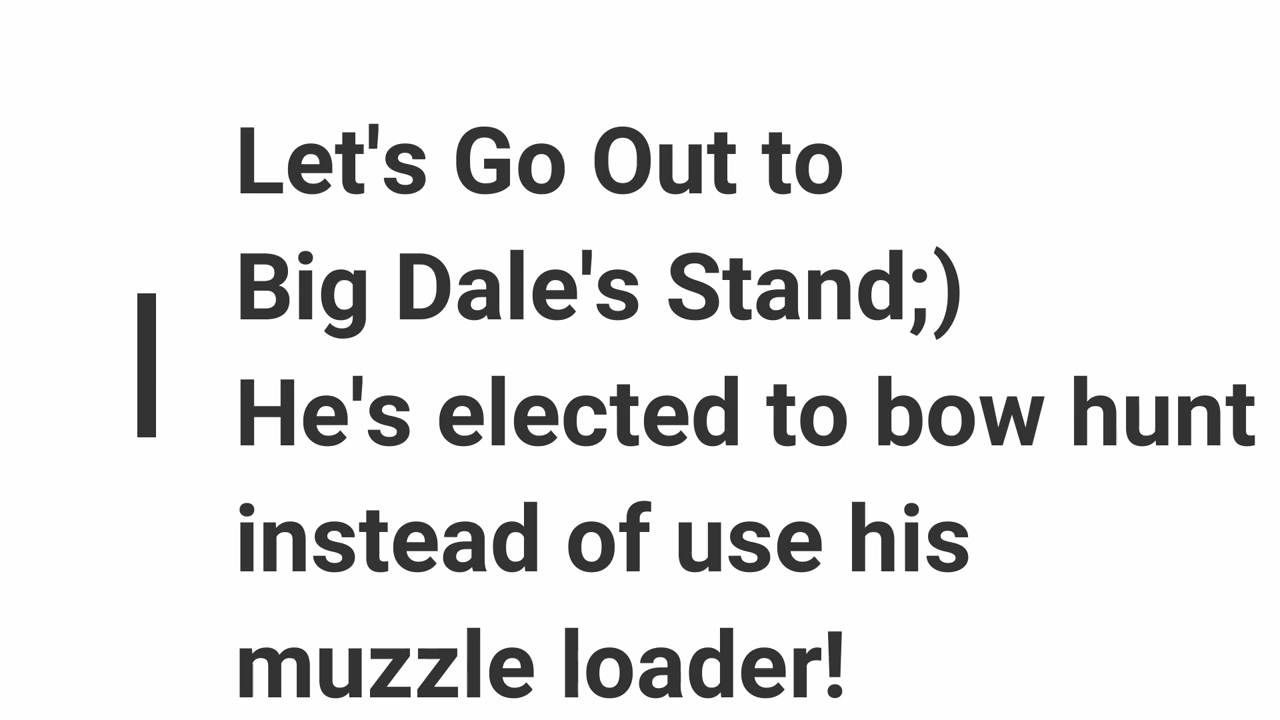 Let's Go Out to
Big Dale's Stand;)
He's elected to bow hunt
instead of use his
muzzle loader!